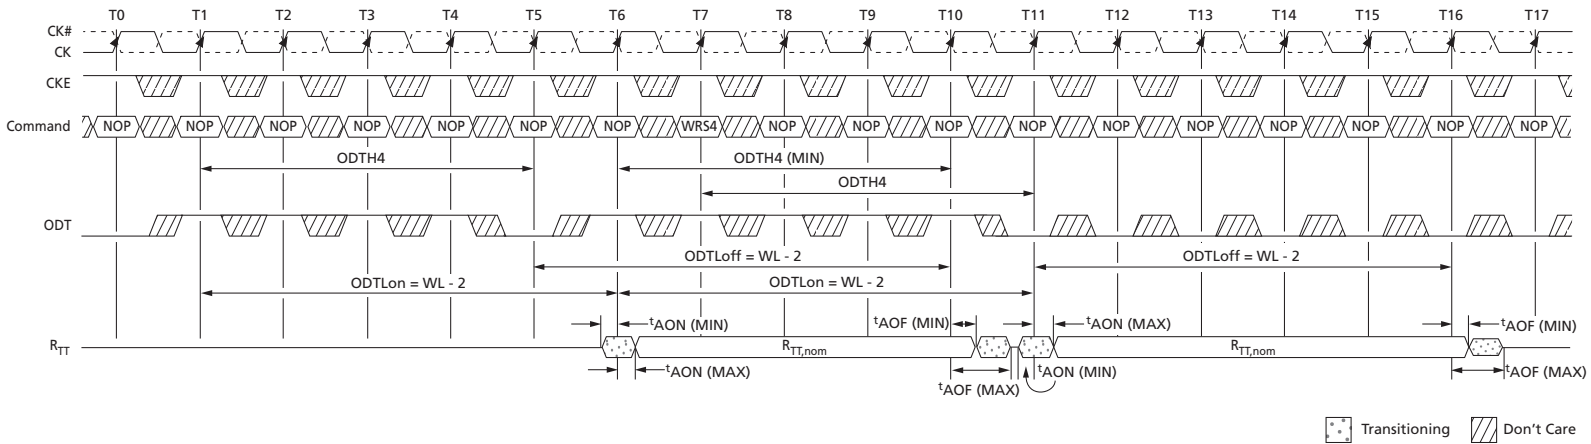 T0 T1 T2 T3 T4 T5 T6 T7 T8 T9 T10 T11 T12 T13 T14 T15 T16 T17
CK#
CK
CKE
Command NOP NOP NOP NOP NOP NOP NOP WRS4 NOP NOP NOP NOP NOP NOP NOP NOP NOP NOP
ODTH4 ODTH4 (MIN)
ODTH4
ODT
ODTLoff = WL - 2 ODTLoff = WL - 2
ODTLon = WL - 2 ODTLon = WL - 2
tAON (MIN) tAOF (MIN) tAON (MAX) tAOF (MIN)
RTT RTT,nom RTT,nom
tAON (MAX) tAON (MIN) tAOF (MAX)
tAOF (MAX)
Transitioning Don't Care